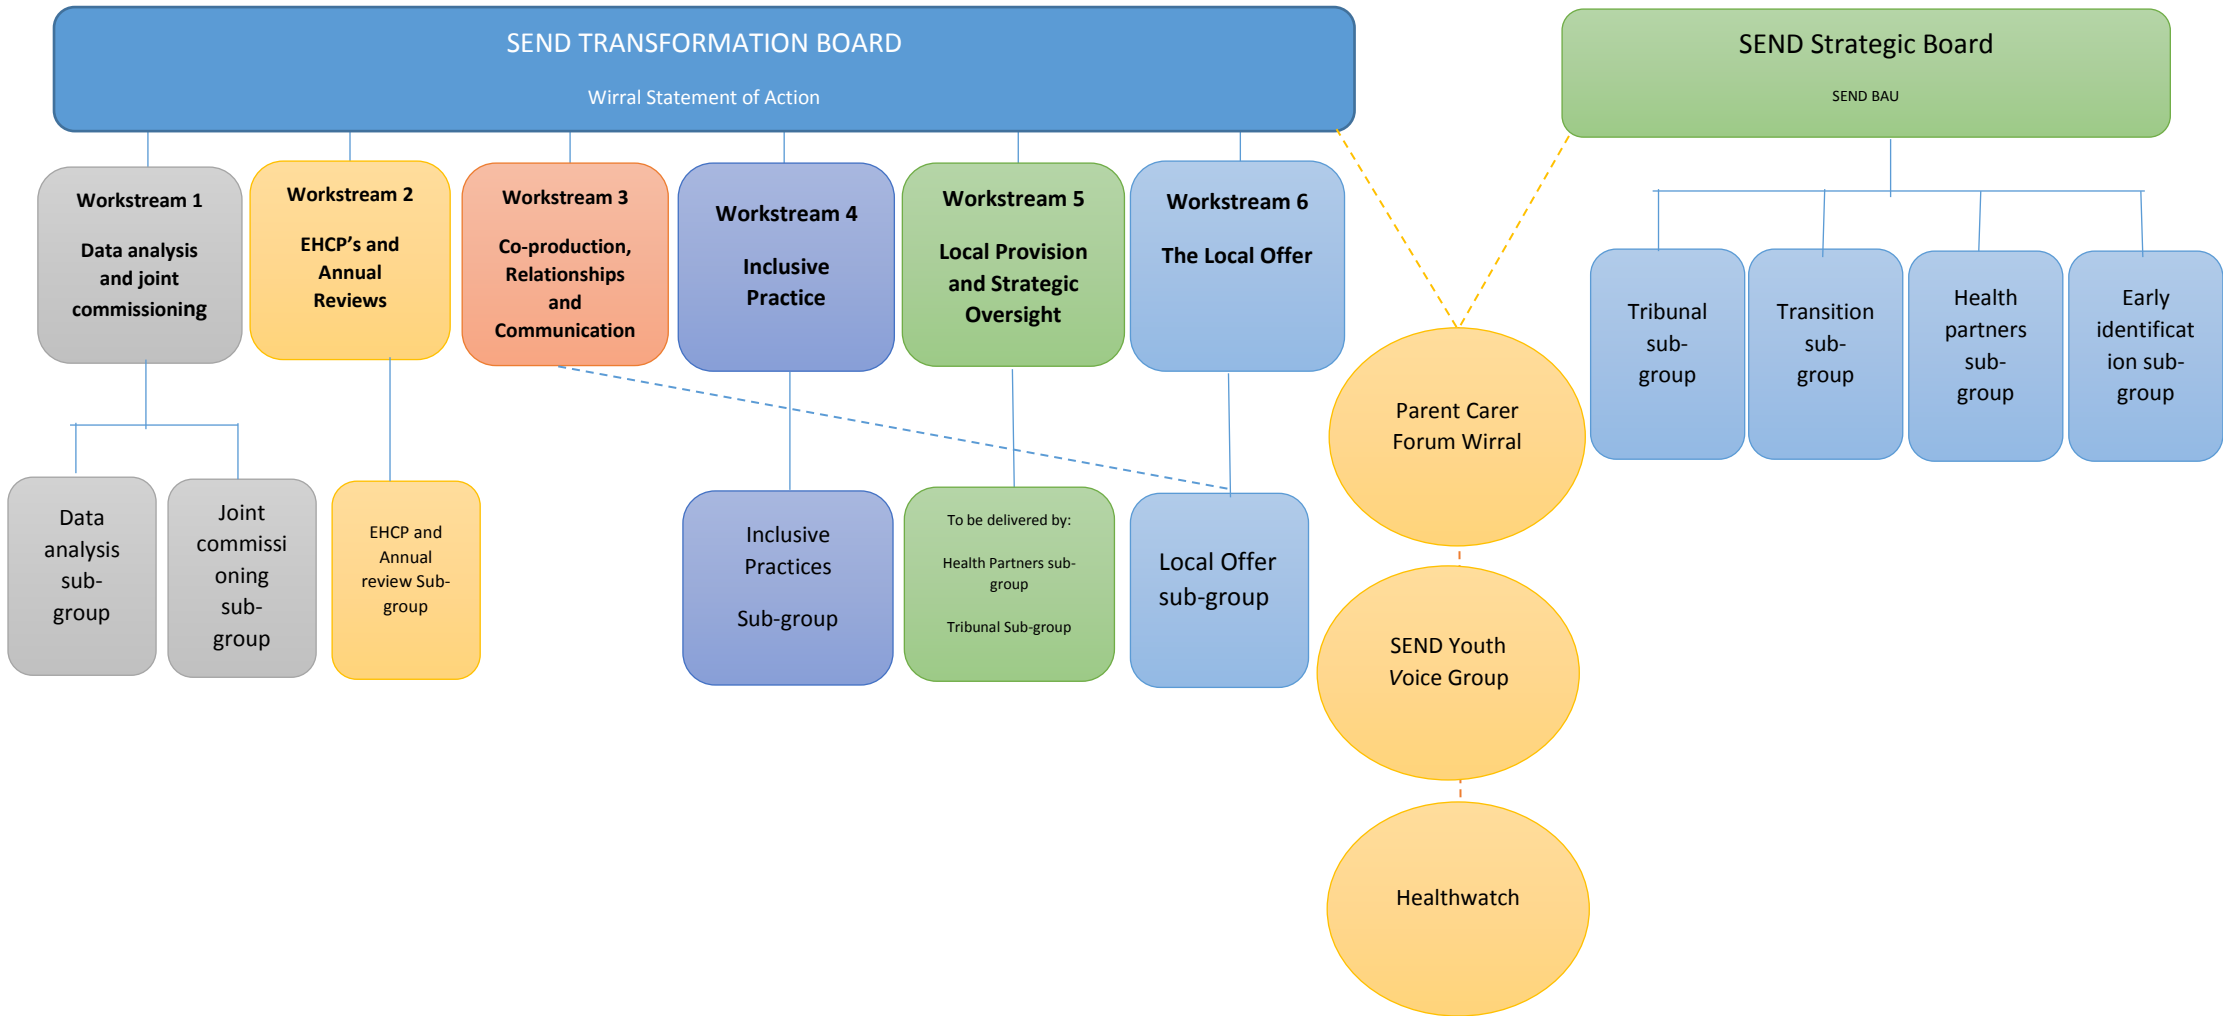 SEND TRANSFORMATION BOARD
Wirral Statement of Action
SEND Strategic Board
SEND BAU
Workstream 1
Data analysis
and joint
commissioning
Workstream 2
EHCP’s and
Annual
Reviews
Workstream 3
Co-production,
Relationships
and
Communication
Workstream 4
Inclusive
Practice
Workstream 5
Local Provision
and Strategic
Oversight
Workstream 6
The Local Offer
Tribunal
sub-
group
Transition
sub-
group
Health
partners
sub-
group
Early
identificat
ion sub-
group
Parent Carer
Forum Wirral
Data
analysis
sub-
group
Joint
commissi
oning
sub-
group
EHCP and
Annual
review Sub-
group
Inclusive
Practices
Sub-group
To be delivered by:
Health Partners sub-
group
Tribunal Sub-group
Local Offer
sub-group
SEND Youth
Voice Group
Healthwatch